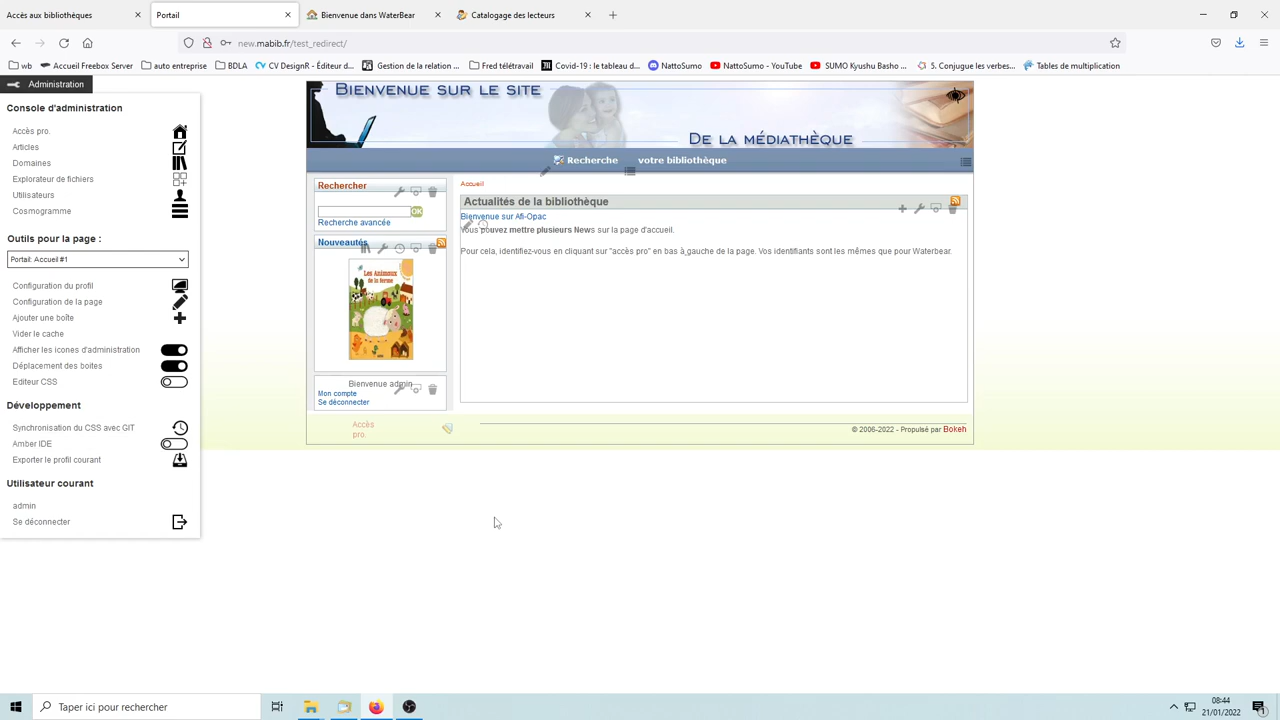 Accès aux bibliothèques
Portail
Bienvenue dans WaterBear
Catalogage des lecteurs
new.mabib.fr/test_redirect/
wb
Accueil Freebox Server
auto entreprise
BDLA
CV DesignR - Éditeur d...
Gestion de la relation ...
Fred télétravail
Covid-19 : le tableau d...
NattoSumo
NattoSumo - YouTube
SUMO Kyushu Basho ...
5. Conjugue les verbes...
Tables de multiplication
Administration
Console d'administration
Accès pro.
Articles
Domaines
Explorateur de fichiers
Utilisateurs
Cosmogramme
Outils pour la page :
Portail: Accueil #1
Configuration du profil
Configuration de la page
Ajouter une boîte
Vider le cache
Afficher les icones d'administration
Déplacement des boites
Editeur CSS
Développement
Synchronisation du CSS avec GIT
Amber IDE
Exporter le profil courant
Utilisateur courant
admin
Se déconnecter
Bienvenue sur le site
De la médiathèque
Recherche
votre bibliothèque
Rechercher
OK
Recherche avancée
Nouveautés
Les Animaux
de la ferme
Bienvenue admin
Mon compte
Se déconnecter
Accueil
Actualités de la bibliothèque
Bienvenue sur Afi-Opac
Vous pouvez mettre plusieurs News sur la page d'accueil.
Pour cela, identifiez-vous en cliquant sur "accès pro" en bas à gauche de la page. Vos identifiants sont les mêmes que pour Waterbear.
Accès
pro.
© 2006-2022 - Propulsé par Bokeh
Taper ici pour rechercher
08:44
21/01/2022